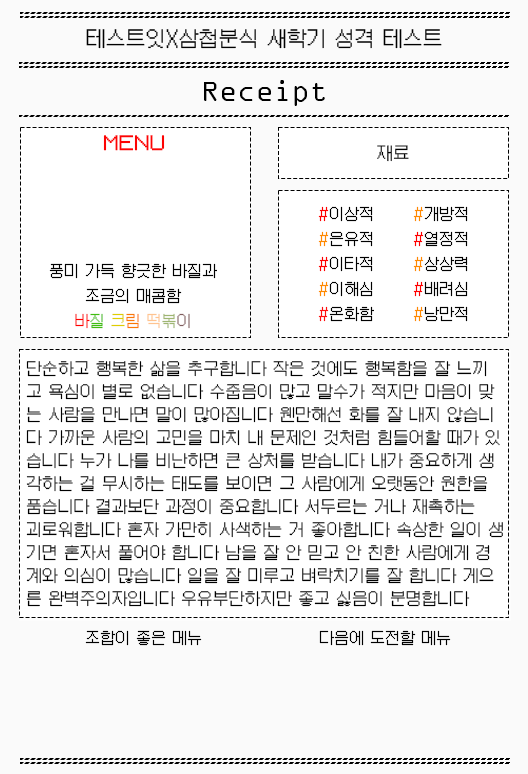 테스트잇X삼첩분식 새학기 성격 테스트
Receipt
MENU
풍미 가득 향긋한 바질과
조금의 매콤함
바질 크림 떡볶이
재료
#이상적 #개방적
#은유적 #열정적
#이타적 #상상력
#이해심 #배려심
#온화함 #낭만적
단순하고 행복한 삶을 추구합니다 작은 것에도 행복함을 잘 느끼
고 욕심이 별로 없습니다 수줍음이 많고 말수가 적지만 마음이 맞
는 사람을 만나면 말이 많아집니다 웬만해선 화를 잘 내지 않습니
다 가까운 사람의 고민을 마치 내 문제인 것처럼 힘들어할 때가 있
습니다 누가 나를 비난하면 큰 상처를 받습니다 내가 중요하게 생
각하는 걸 무시하는 태도를 보이면 그 사람에게 오랫동안 원한을
품습니다 결과보단 과정이 중요합니다 서두르는 거나 재촉하는
괴로워합니다 혼자 가만히 사색하는 거 좋아합니다 속상한 일이 생
기면 혼자서 풀어야 합니다 남을 잘 안 믿고 안 친한 사람에게 경
계와 의심이 많습니다 일을 잘 미루고 벼락치기를 잘 합니다 게으
른 완벽주의자입니다 우유부단하지만 좋고 싫음이 분명합니다
조합이 좋은 메뉴
다음에 도전할 메뉴